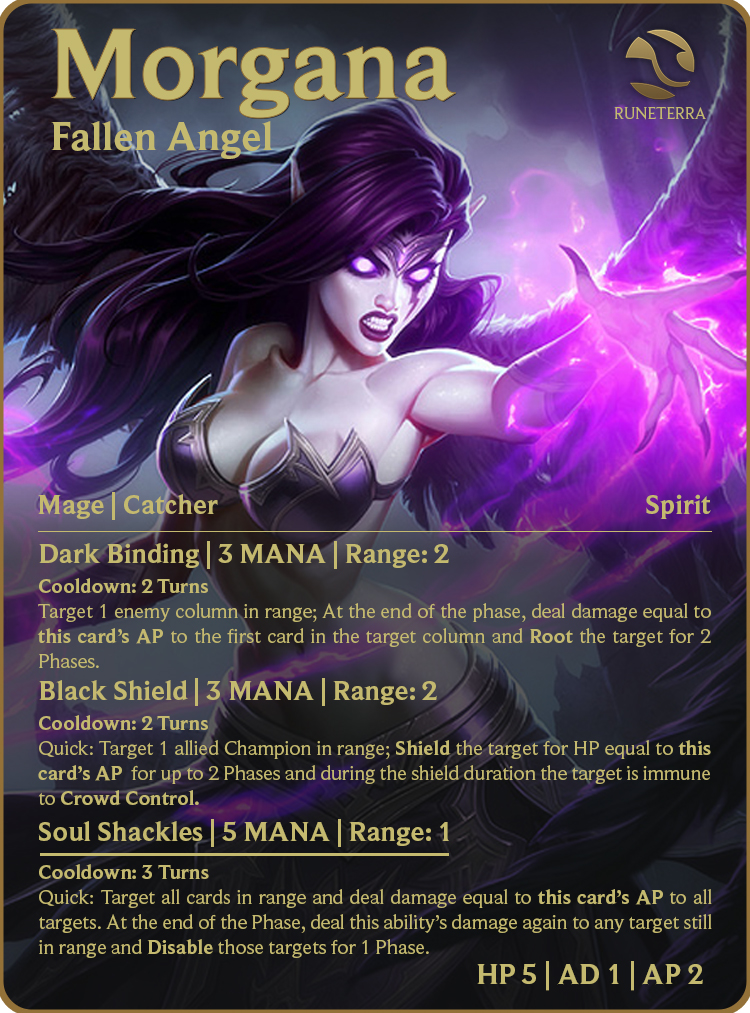 Morgana
RUNETERRA
Fallen Angel
Mage | Catcher
Spirit
Dark Binding | 3 MANA | Range: 2
Cooldown: 2 Turns
Target 1 enemy column in range; At the end of the phase, deal damage equal to
this card's AP to the first card in the target column and Root the target for 2
Phases.
Black Shield | 3 MANA | Range: 2
Cooldown: 2 Turns
Quick: Target 1 allied Champion in range; Shield the target for HP equal to this
card's AP for up to 2 Phases and during the shield duration the target is immune
to Crowd Control.
Soul Shackles | 5 MANA | Range: 1
Cooldown: 3 Turns
Quick: Target all cards in range and deal damage equal to this card's AP to all
targets. At the end of the Phase, deal this ability's damage again to any target still
in range and Disable those targets for 1 Phase.
HP 5 | AD 1 | AP 2